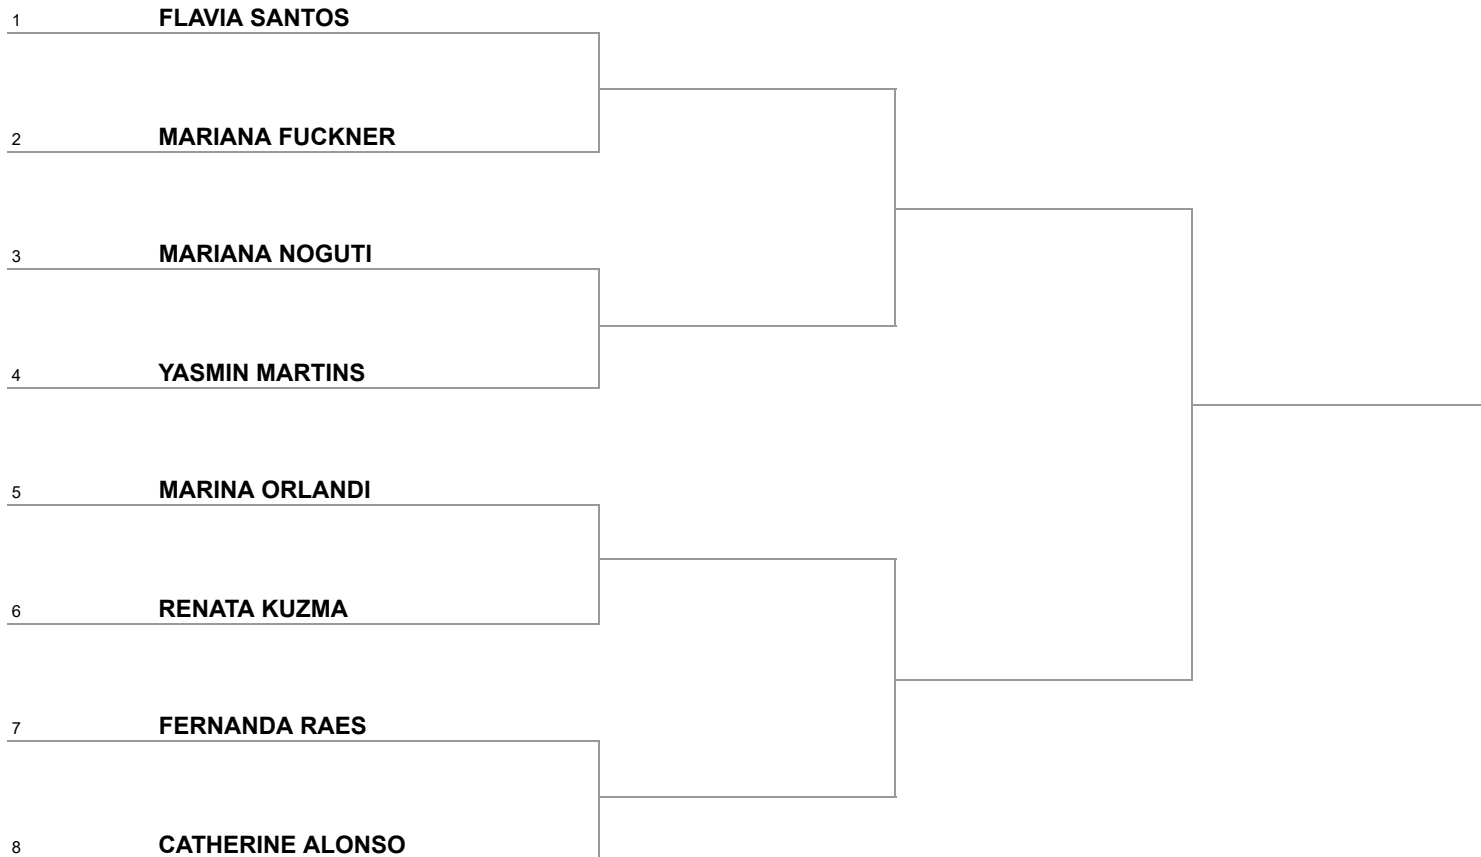 1 FLAVIA SANTOS
2 MARIANA FUCKNER
3 MARIANA NOGUTI
4 YASMIN MARTINS
5 MARINA ORLANDI
6 RENATA KUZMA
7 FERNANDA RAES
8 CATHERINE ALONSO